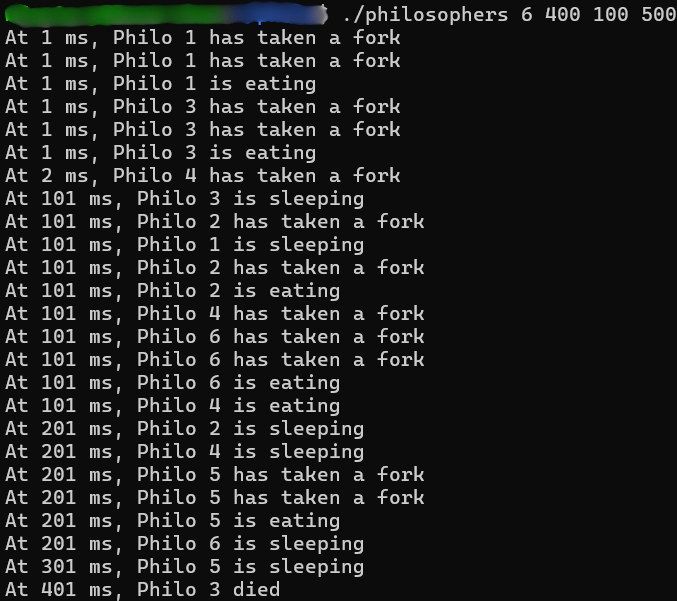 ./philosophers 6 400 100 500
At 1 ms, Philo 1 has taken a fork
At 1 ms, Philo 1 has taken a fork
At 1 ms, Philo 1 is eating
At 1 ms, Philo 3 has taken a fork
At 1 ms, Philo 3 has taken a fork
At 1 ms, Philo 3 is eating
At 2 ms, Philo 4 has taken a fork
At 101 ms, Philo 3 is sleeping
At 101 ms, Philo 2 has taken a fork
At 101 ms, Philo 1 is sleeping
At 101 ms, Philo 2 has taken a fork
At 101 ms, Philo 2 is eating
At 101 ms, Philo 4 has taken a fork
At 101 ms, Philo 6 has taken a fork
At 101 ms, Philo 6 has taken a fork
At 101 ms, Philo 6 is eating
At 101 ms, Philo 4 is eating
At 201 ms, Philo 2 is sleeping
At 201 ms, Philo 4 is sleeping
At 201 ms, Philo 5 has taken a fork
At 201 ms, Philo 5 has taken a fork
At 201 ms, Philo 5 is eating
At 201 ms, Philo 6 is sleeping
At 301 ms, Philo 5 is sleeping
At 401 ms, Philo 3 died